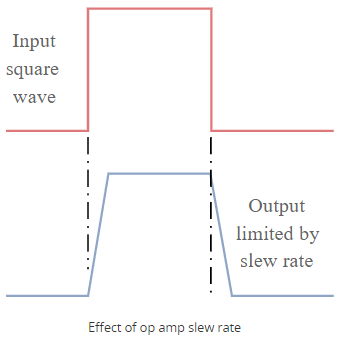 Input
square
wave
Output
limited by
slew rate
Effect of op amp slew rate